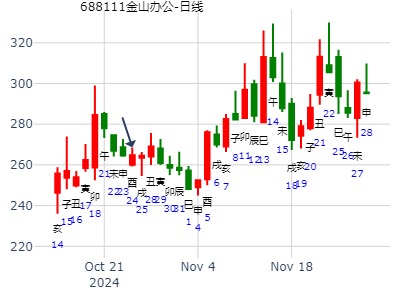 688111金山办公-日线
320
300
280
260
240
220
亥
14
子
15
丑
16
寅
17
卯
18
午
21
未
22
申
23
酉
24
戌
25
丑
28
寅
29
卯
30
辰
31
巳
1
申
4
酉
5
戌
6
亥
7
子
8
卯
11
辰
12
巳
13
午
14
未
15
戌
18
亥
19
子
20
丑
21
寅
22
巳
25
午
26
未
27
申
28
Oct 21
2024
Nov 4
Nov 18